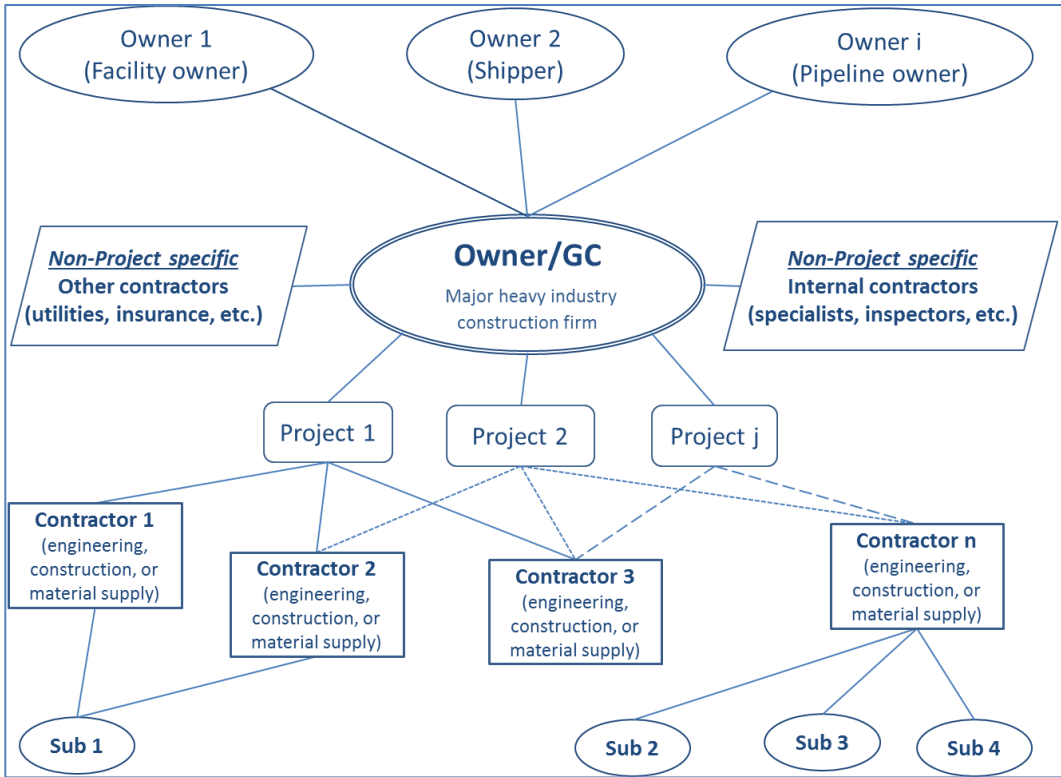 Owner 1
(Facility owner)
Owner 2
(Shipper)
Owner i
(Pipeline owner)
Non-Project specific
Other contractors
(utilities, insurance, etc.)
Owner/GC
Major heavy industry
construction firm
Non-Project specific
Internal contractors
(specialists, inspectors, etc.)
Project 1
Project 2
Project j
Contractor 1
(engineering,
construction, or
material supply)
Contractor 2
(engineering,
construction, or
material supply)
Contractor 3
(engineering,
construction, or
material supply)
Contractor n
(engineering,
construction, or
material supply)
Sub 1
Sub 2
Sub 3
Sub 4